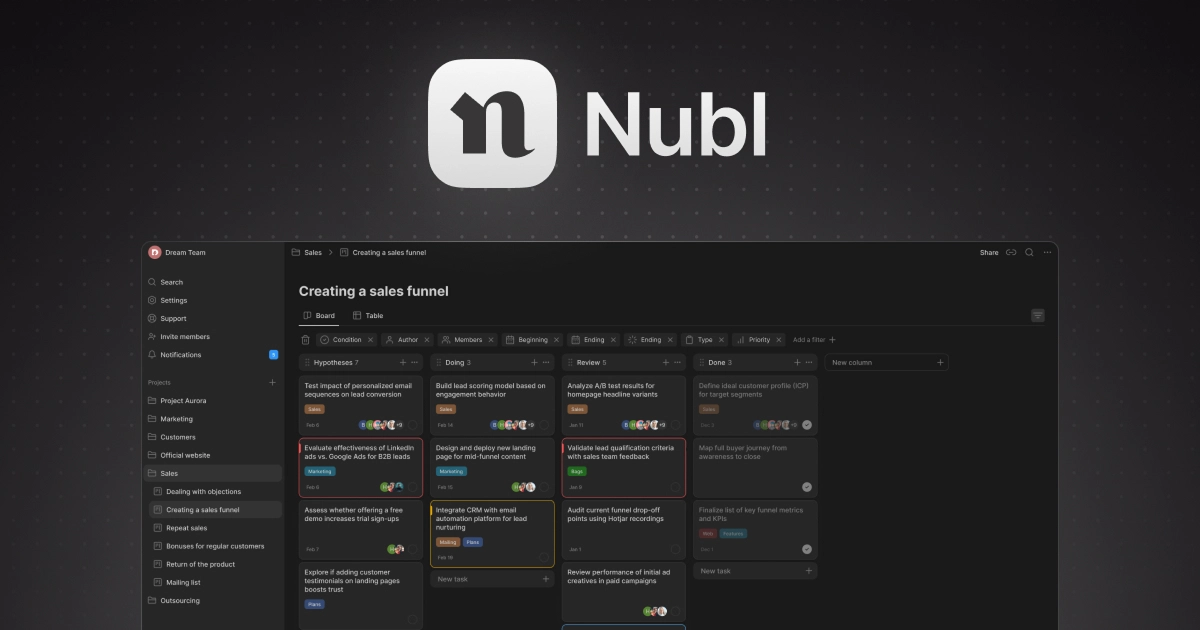 n
Nubl
D Dream Team
Search
Settings
Support
Invite members
Notifications
5
Projects
Project Aurora
Marketing
Customers
Official website
Sales
Dealing with objections
Creating a sales funnel
Repeat sales
Bonuses for regular customers
Return of the product
Mailing list
Outsourcing
Sales > Creating a sales funnel
Share
Creating a sales funnel
Board Table
Condition Author Members Beginning Ending Ending Type Priority Add a filter
Hypotheses 7
Test impact of personalized email
sequences on lead conversion
Sales
Feb 5
+9
Evaluate effectiveness of LinkedIn
ads vs. Google Ads for B2B leads
Marketing
Feb 6
Assess whether offering a free
demo increases trial sign-ups
Feb 7
Explore if adding customer
testimonials on landing pages
boosts trust
Plans
Doing 3
Build lead scoring model based on
engagement behavior
Sales
Feb 14
+9
Design and deploy new landing
page for mid-funnel content
Marketing
Feb 15
Integrate CRM with email
automation platform for lead
nurturing
Mailing Plans
Feb 19
New task
Review 5
Analyze A/B test results for
homepage headline variants
Sales
Jan 11
+9
Validate lead qualification criteria
with sales team feedback
Bags
Jan 9
Audit current funnel drop-off
points using Hotjar recordings
Jan 1
Review performance of initial ad
creatives in paid campaigns
Done 3
Define ideal customer profile (ICP)
for target segments
Sales
Dec 2
+9
Map full buyer journey from
awareness to close
Finalize list of key funnel metrics
and KPIs
Web Features
Dec 1
New task
New column